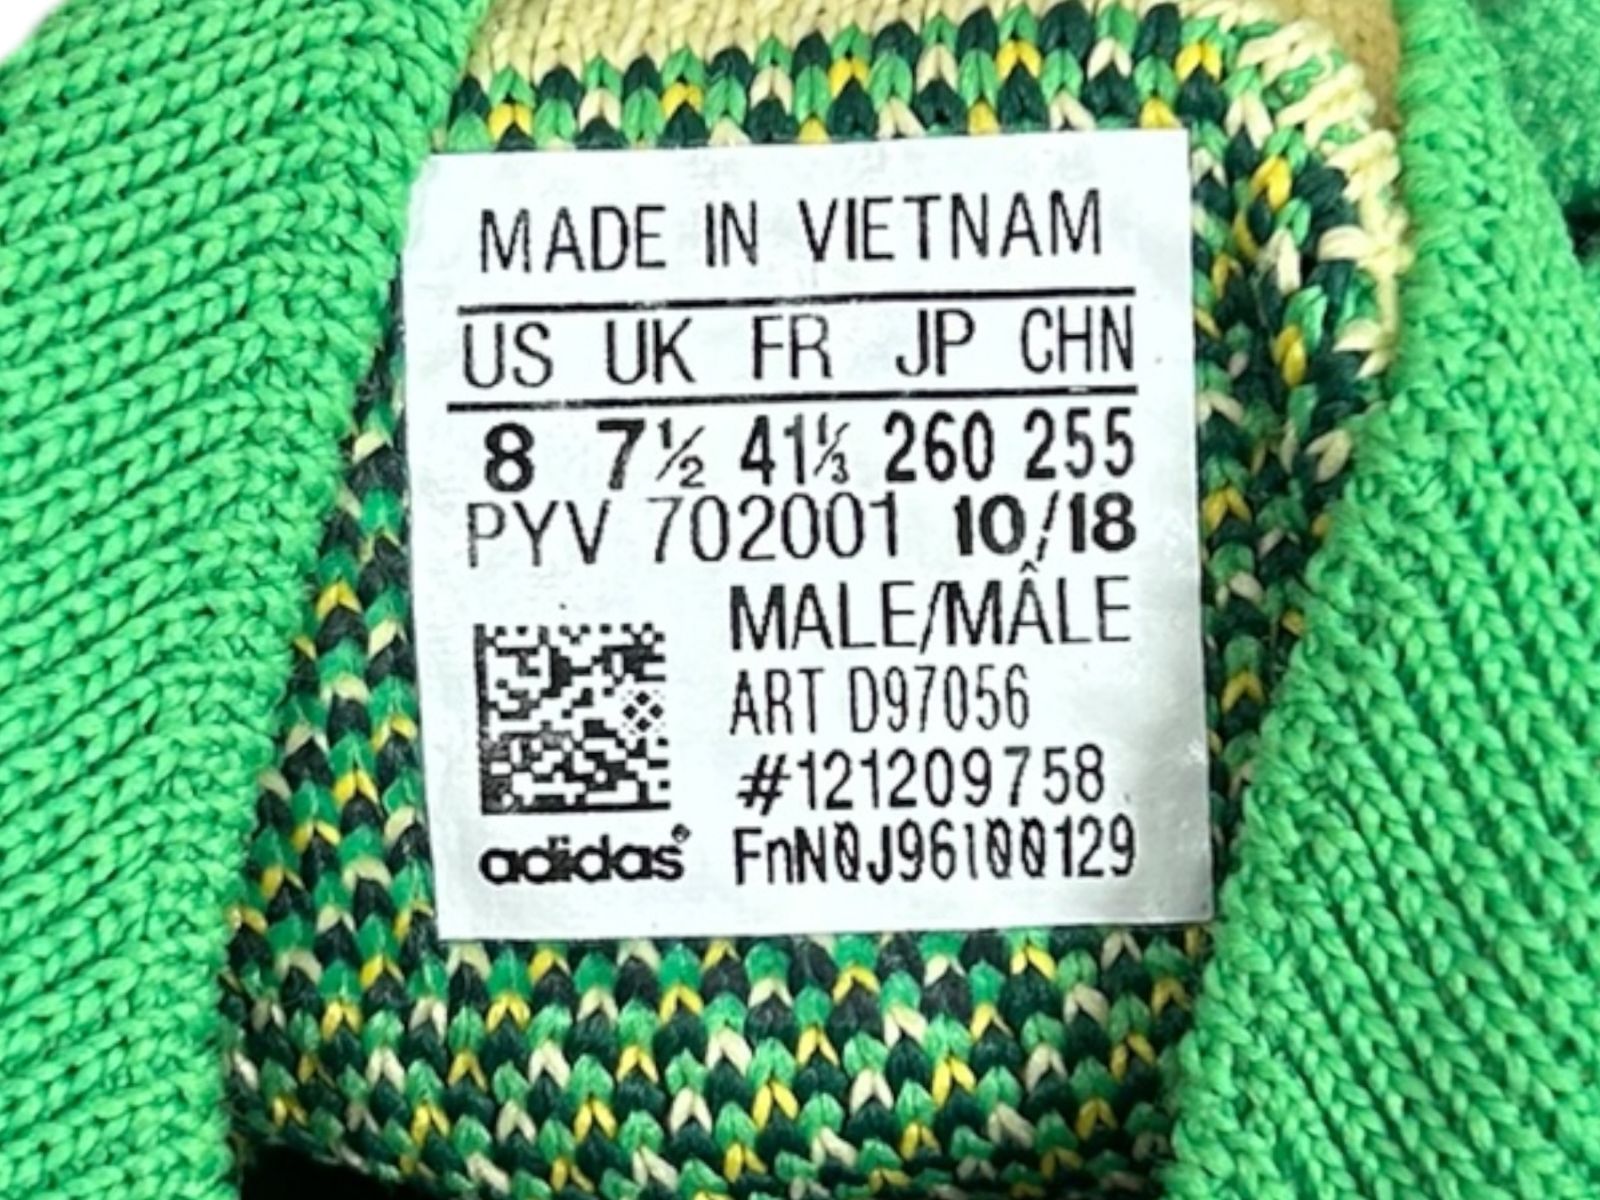 MADE IN VIETNAM
US UK FR JP CHN
8 7½ 41⅓ 260 255
PYV 702001 10/18
MALE/MÂLE
ART D97056
#121209758
adidas® FnN0J96100129